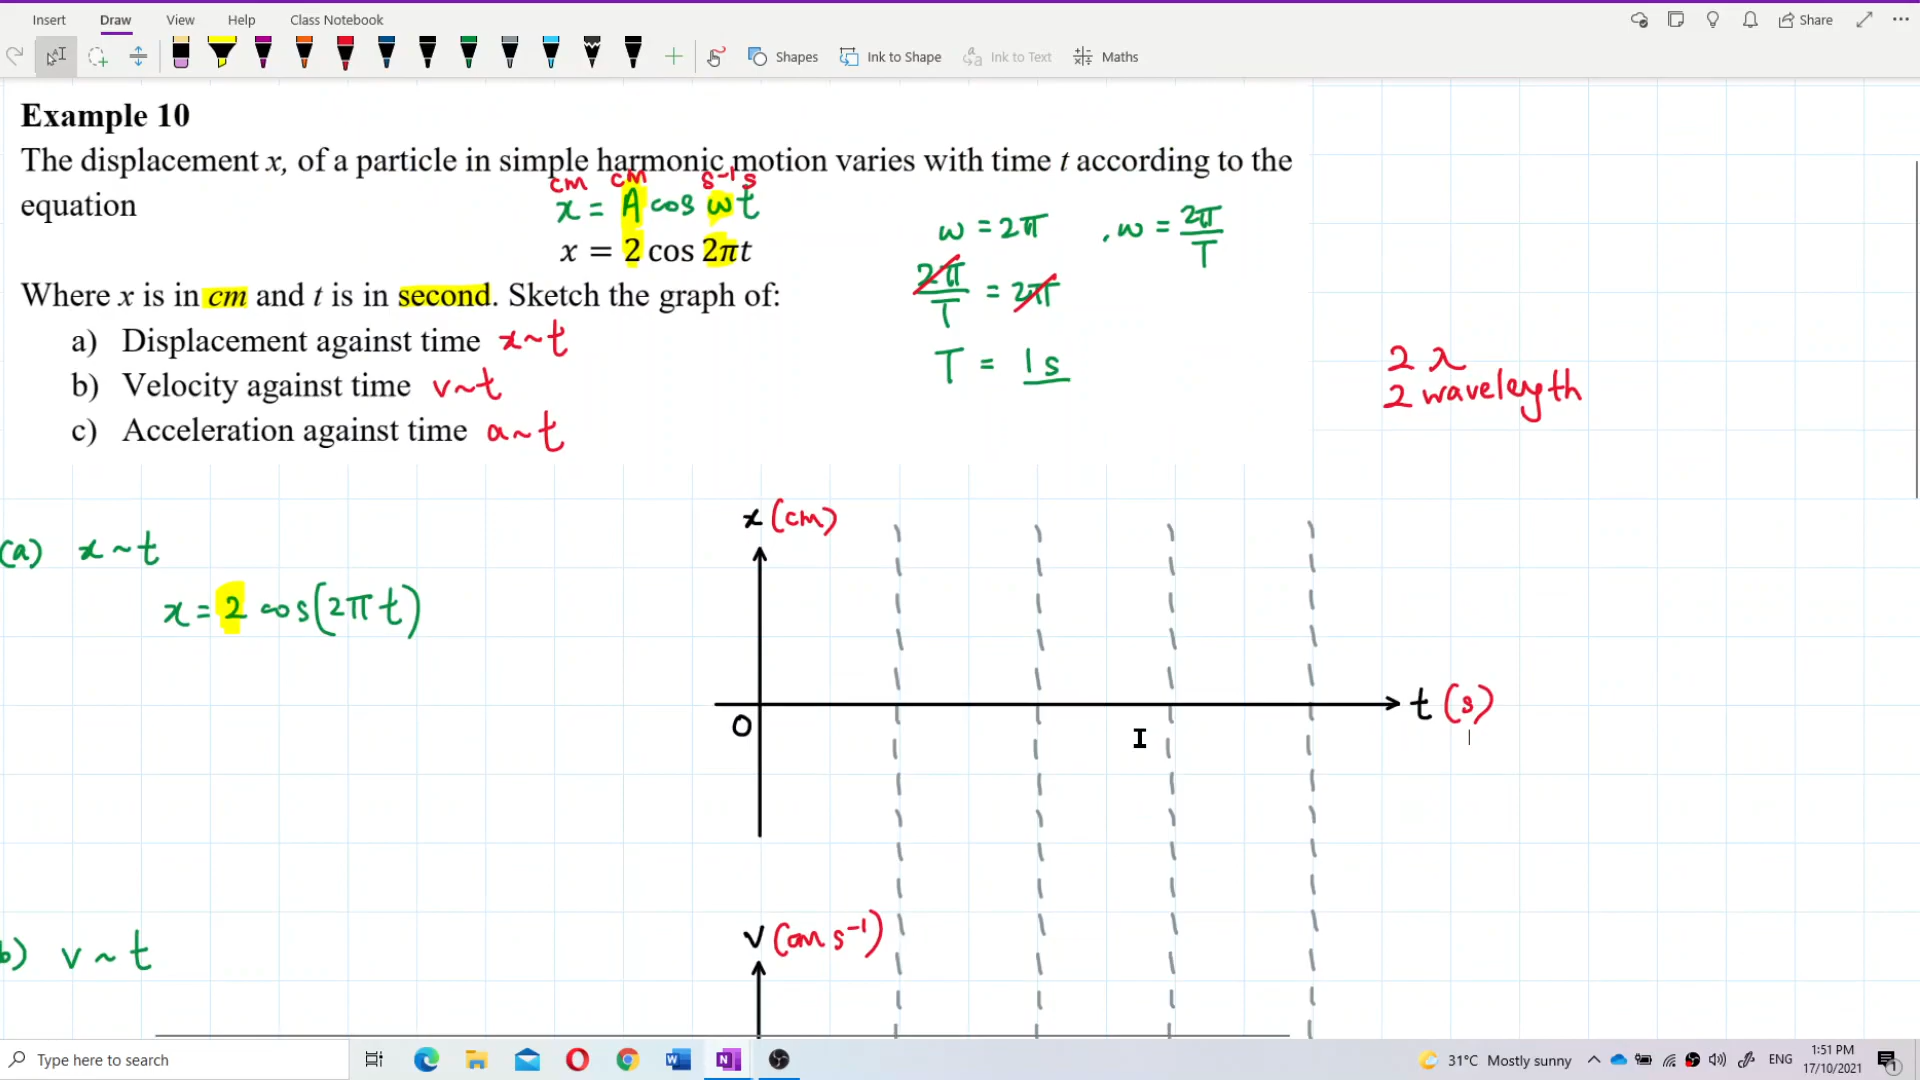 Insert Draw View Help Class Notebook Share
Shapes Ink to Shape Ink to Text Maths
Example 10
The displacement x, of a particle in simple harmonic motion varies with time t according to the
equation
cm cm s⁻¹ s
x = A cos ω t
x = 2 cos 2πt
ω = 2π , ω = 2π/T
2π/T = 2π
T = 1 s
Where x is in cm and t is in second. Sketch the graph of:
a) Displacement against time x ~ t
b) Velocity against time v ~ t
c) Acceleration against time a ~ t
2 λ
2 wavelength
x (cm)
(a) x ~ t
x = 2 cos(2π t)
O
t (s)
V (cm s⁻¹)
b) v ~ t
Type here to search
31°C Mostly sunny
ENG
1:51 PM
17/10/2021
1